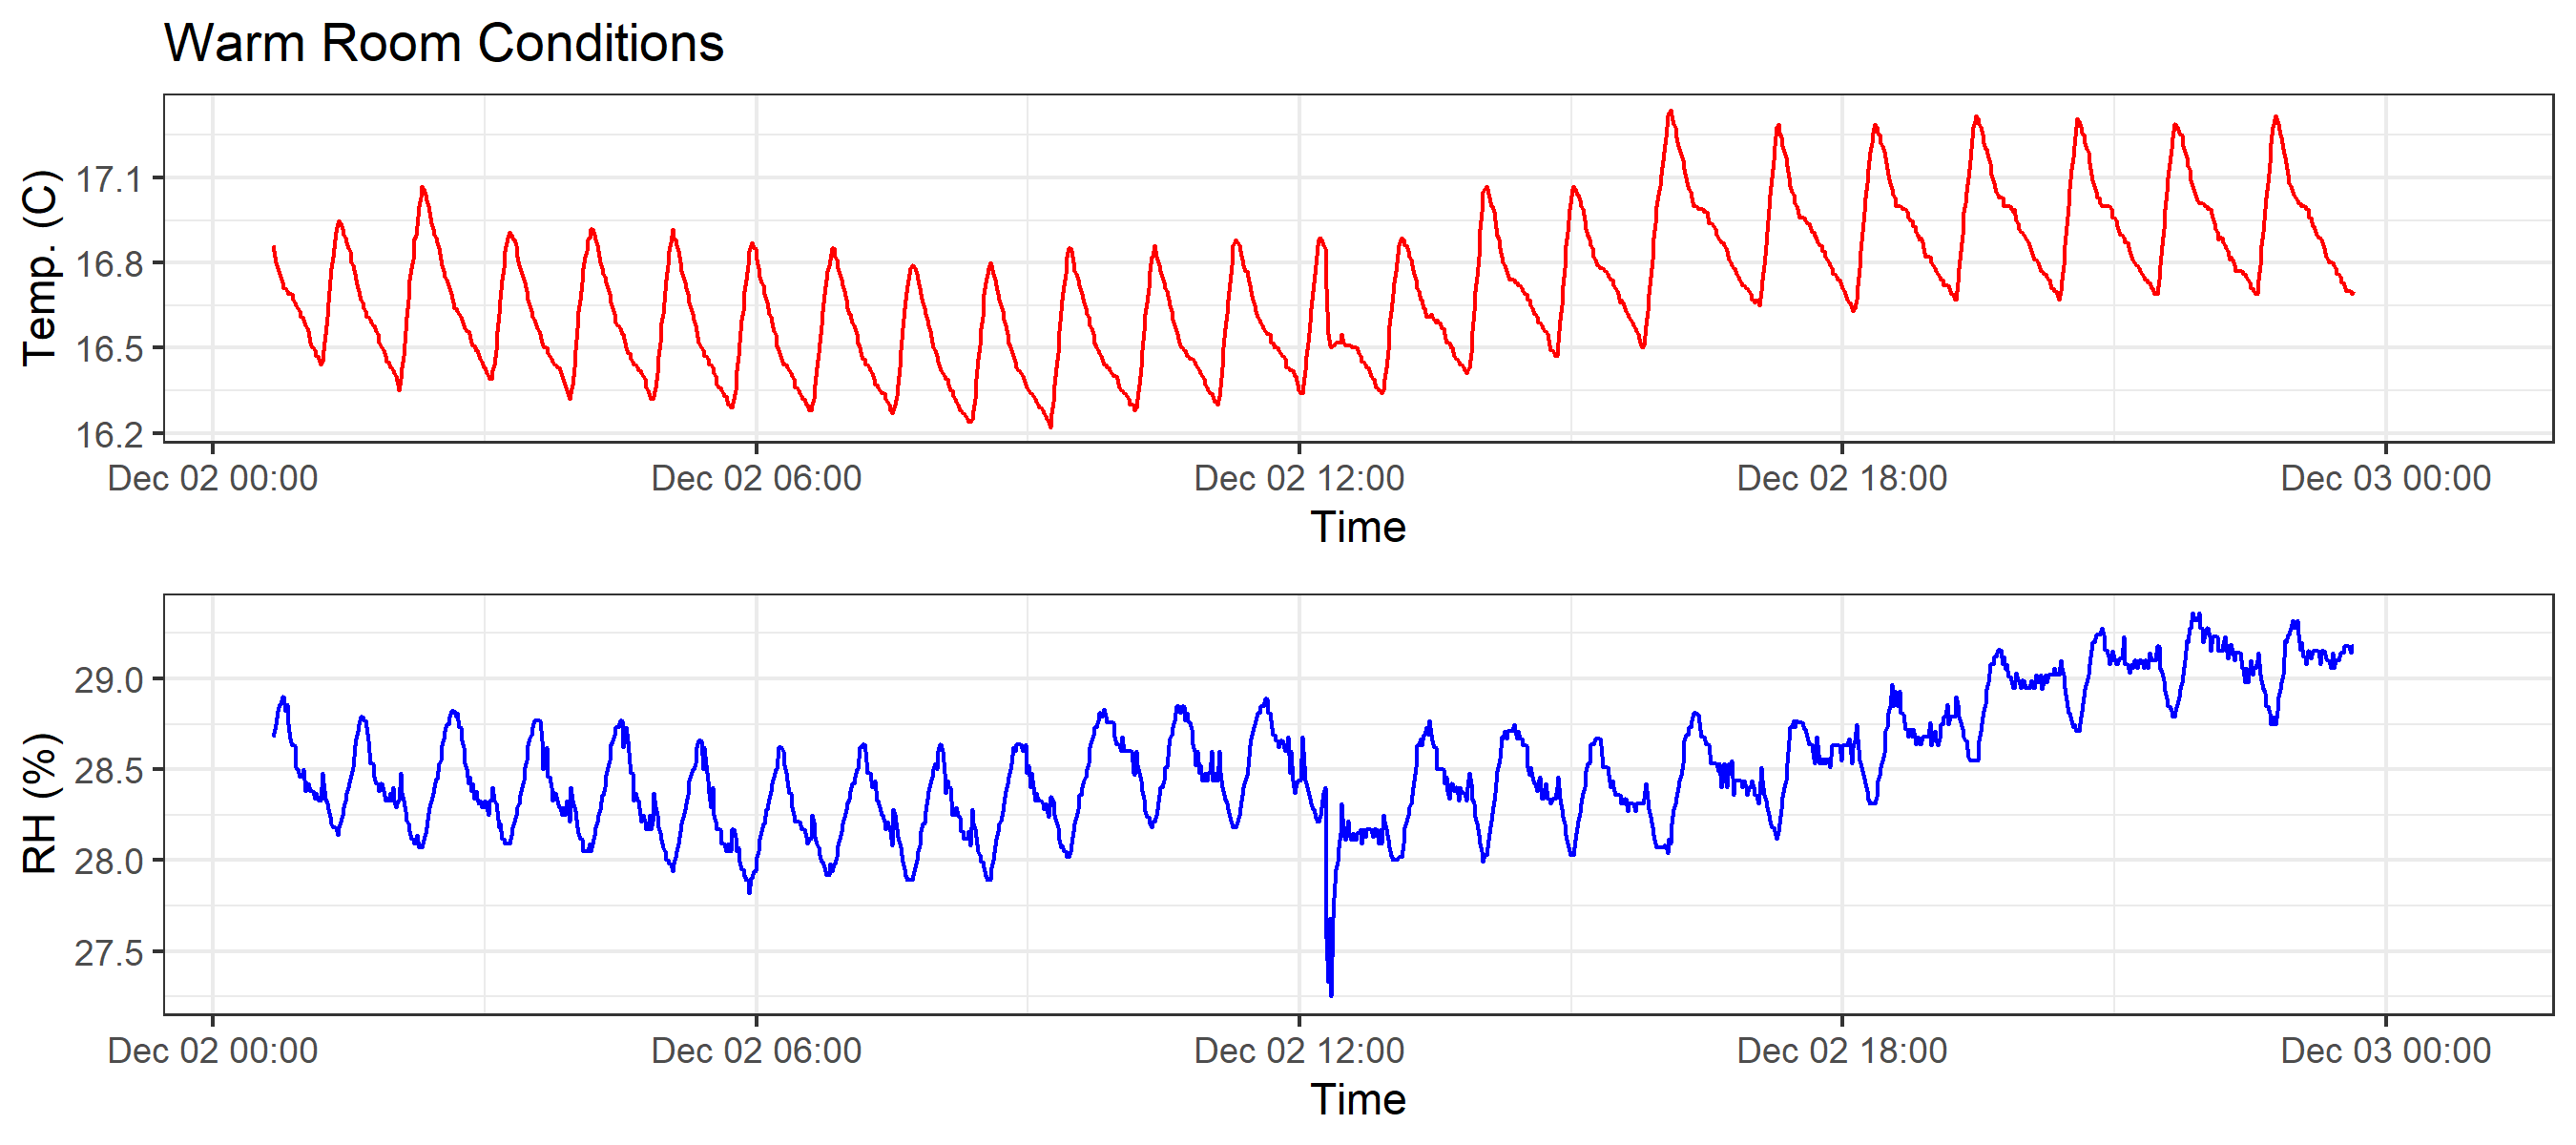 Warm Room Conditions
Temp. (C)
17.1
16.8
16.5
16.2
Dec 02 00:00 Dec 02 06:00 Dec 02 12:00 Dec 02 18:00 Dec 03 00:00
Time
RH (%)
29.0
28.5
28.0
27.5
Dec 02 00:00 Dec 02 06:00 Dec 02 12:00 Dec 02 18:00 Dec 03 00:00
Time